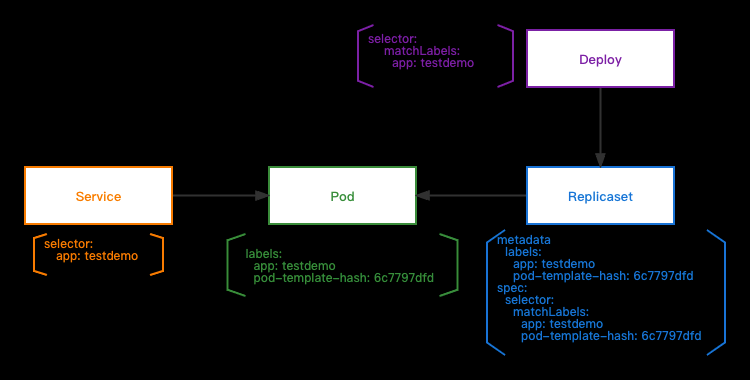 selector:
matchLabels:
app: testdemo
Deploy
Service
Pod
Replicaset
selector:
app: testdemo
labels:
app: testdemo
pod-template-hash: 6c7797dfd
metadata
labels:
app: testdemo
pod-template-hash: 6c7797dfd
spec:
selector:
matchLabels:
app: testdemo
pod-template-hash: 6c7797dfd